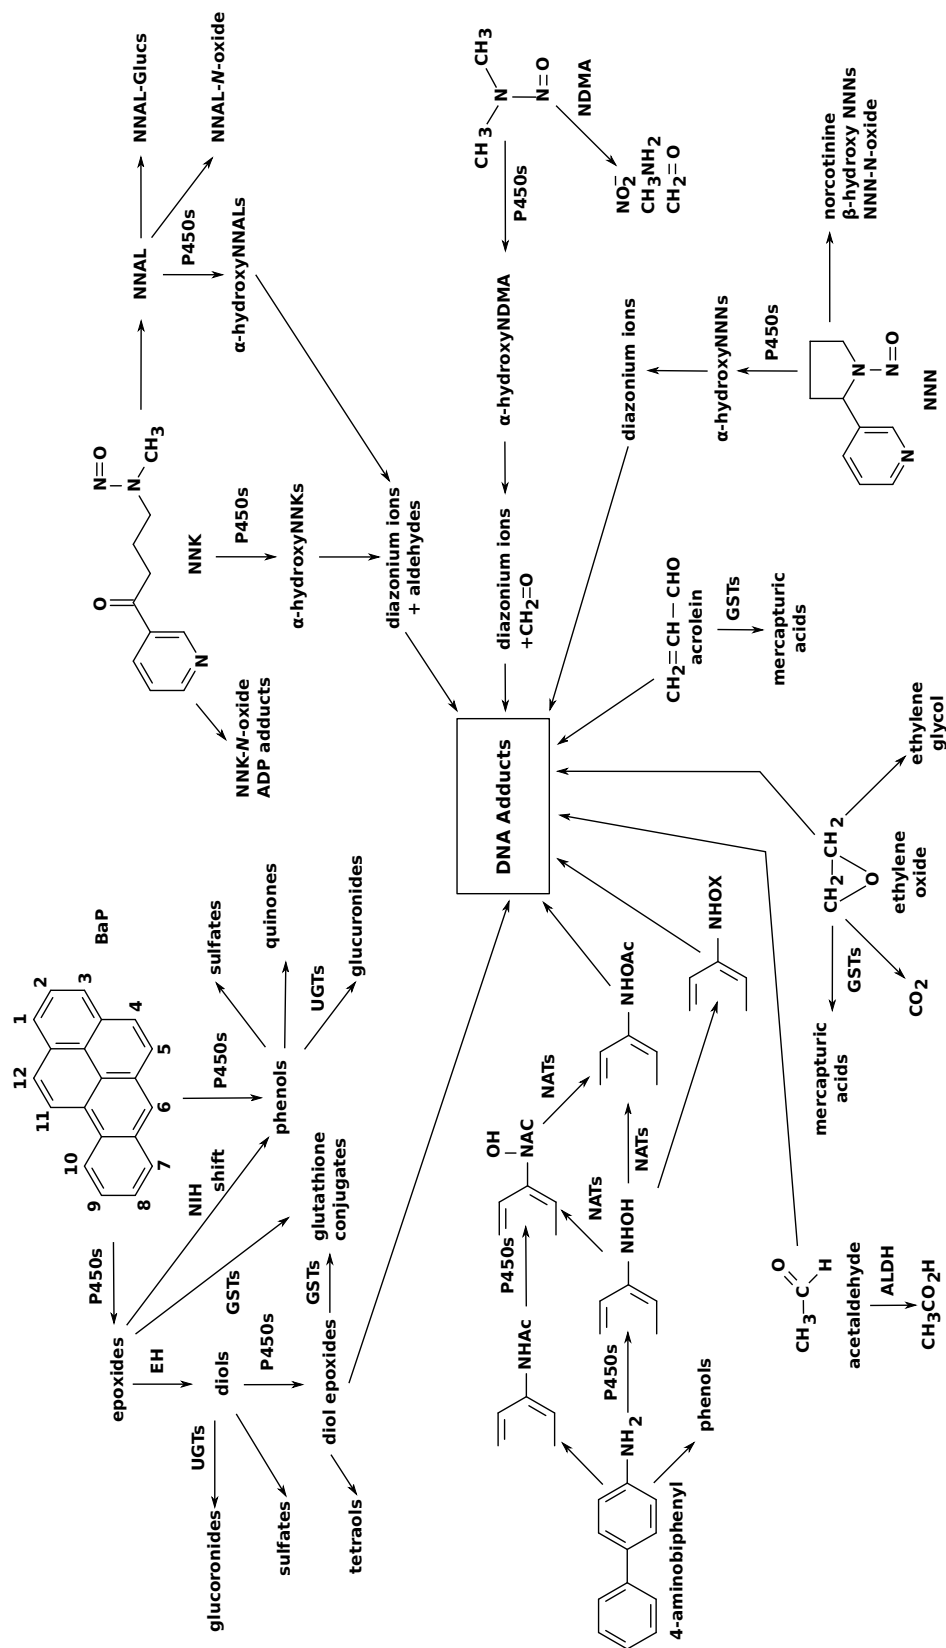 BaP
1
2
3
4
5
6
7
8
9
10
11
12
P450s
epoxides
EH
diols
UGTs
glucoronides
sulfates
P450s
diol epoxides
tetraols
GSTs
glutathione
conjugates
GSTs
NIH
shift
P450s
phenols
sulfates
quinones
UGTs
glucuronides
O
N
N
N=O
CH3
NNK
NNK-N-oxide
ADP adducts
P450s
α-hydroxyNNKs
diazonium ions
+ aldehydes
NNAL
NNAL-Glucs
NNAL-N-oxide
P450s
α-hydroxyNNALs
DNA Adducts
CH3
CH3
N
N=O
NDMA
NO2−
CH3NH2
CH2=O
P450s
α-hydroxyNDMA
diazonium ions
+CH2=O
N
N
N=O
NNN
norcotinine
β-hydroxy NNNs
NNN-N-oxide
P450s
α-hydroxyNNNs
diazonium ions
CH2=CH—CHO
acrolein
GSTs
mercapturic
acids
CH2
CH2
O
ethylene
oxide
ethylene
glycol
GSTs
mercapturic
acids
CO2
CH3
C
O
H
acetaldehyde
ALDH
CH3CO2H
NH2
4-aminobiphenyl
phenols
NHAc
P450s
OH
NAC
NATs
P450s
NHOH
NATs
NATs
NHOAc
NHOX